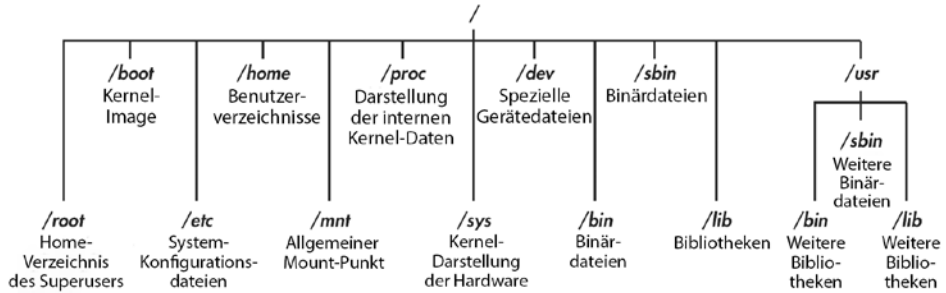 /
/boot
Kernel-
Image
/home
Benutzer-
verzeichnisse
/proc
Darstellung
der internen
Kernel-Daten
/dev
Spezielle
Gerätedateien
/sbin
Binärdateien
/usr
/sbin
Weitere
Binär-
dateien
/root
Home-
Verzeichnis
des Superusers
/etc
System-
Konfigurations-
dateien
/mnt
Allgemeiner
Mount-Punkt
/sys
Kernel-
Darstellung
der Hardware
/bin
Binär-
dateien
/lib
Bibliotheken
/bin
Weitere
Biblio-
theken
/lib
Weitere
Biblio-
theken